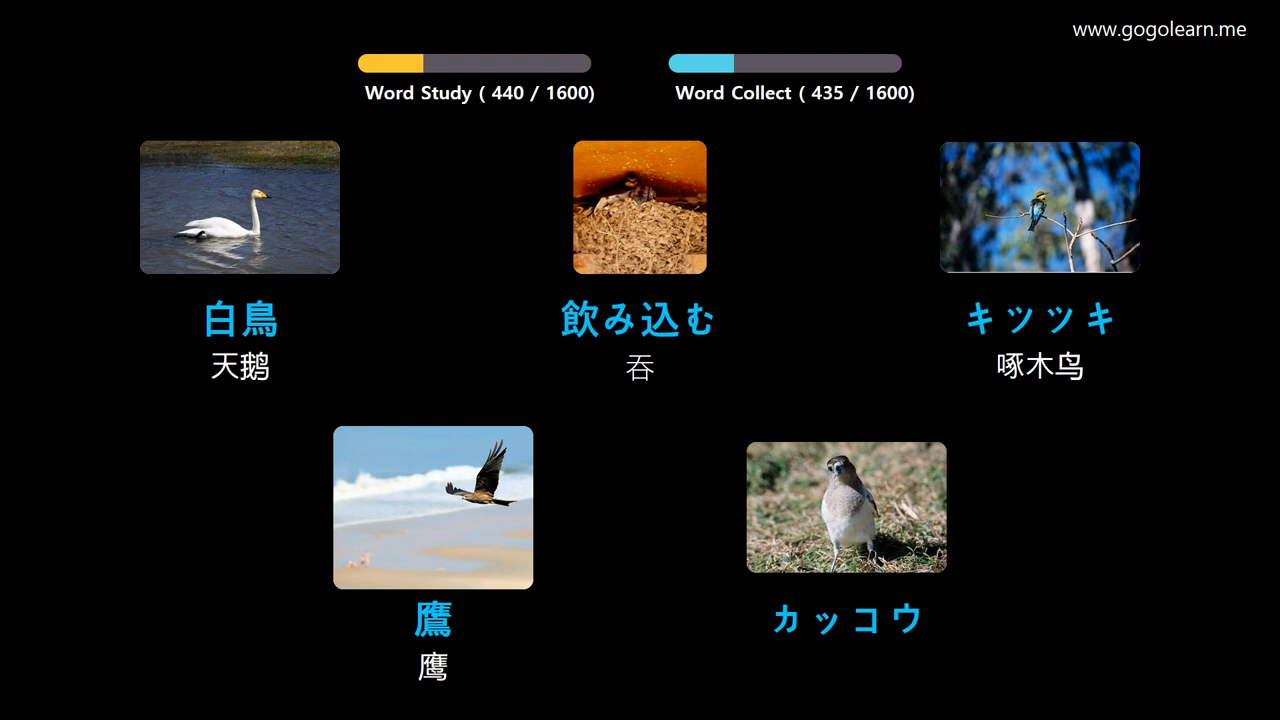 www.gogolearn.me
Word Study ( 440 / 1600)
Word Collect ( 435 / 1600)
白鳥
天鹅
飲み込む
吞
キツツキ
啄木鸟
鷹
鹰
カッコウ